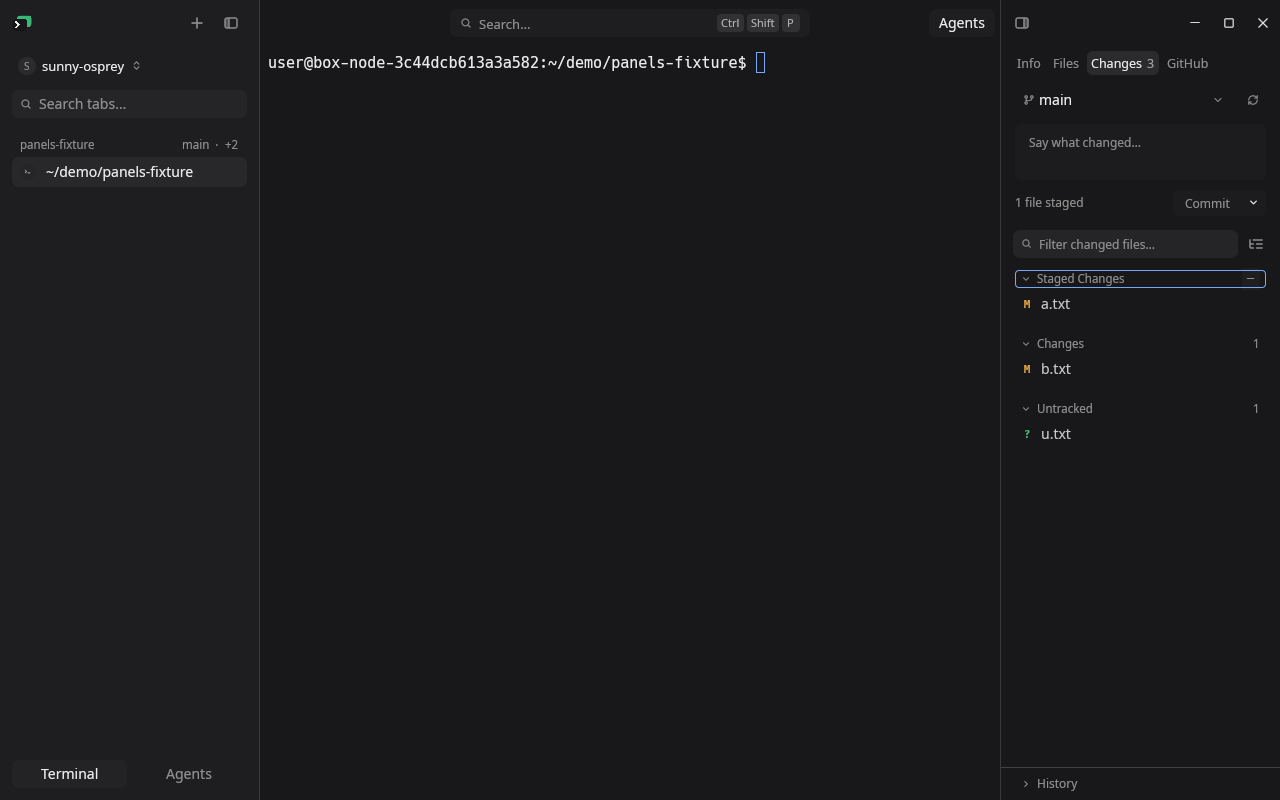 Search...
Ctrl Shift P
Agents
S sunny-osprey
Search tabs...
panels-fixture main · +2
~/demo/panels-fixture
Terminal
Agents
user@box-node-3c44dcb613a3a582:~/demo/panels-fixture$
Info Files Changes 3 GitHub
main
Say what changed...
1 file staged
Commit
Filter changed files...
Staged Changes
M a.txt
Changes 1
M b.txt
Untracked 1
? u.txt
History